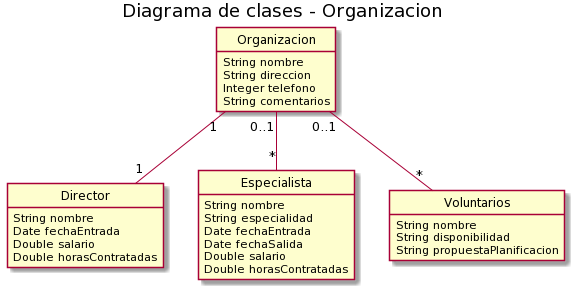 Diagrama de clases - Organizacion
Organizacion
String nombre
String direccion
Integer telefono
String comentarios
1
0..1
0..1
1
*
*
Director
String nombre
Date fechaEntrada
Double salario
Double horasContratadas
Especialista
String nombre
String especialidad
Date fechaEntrada
Date fechaSalida
Double salario
Double horasContratadas
Voluntarios
String nombre
String disponibilidad
String propuestaPlanificacion